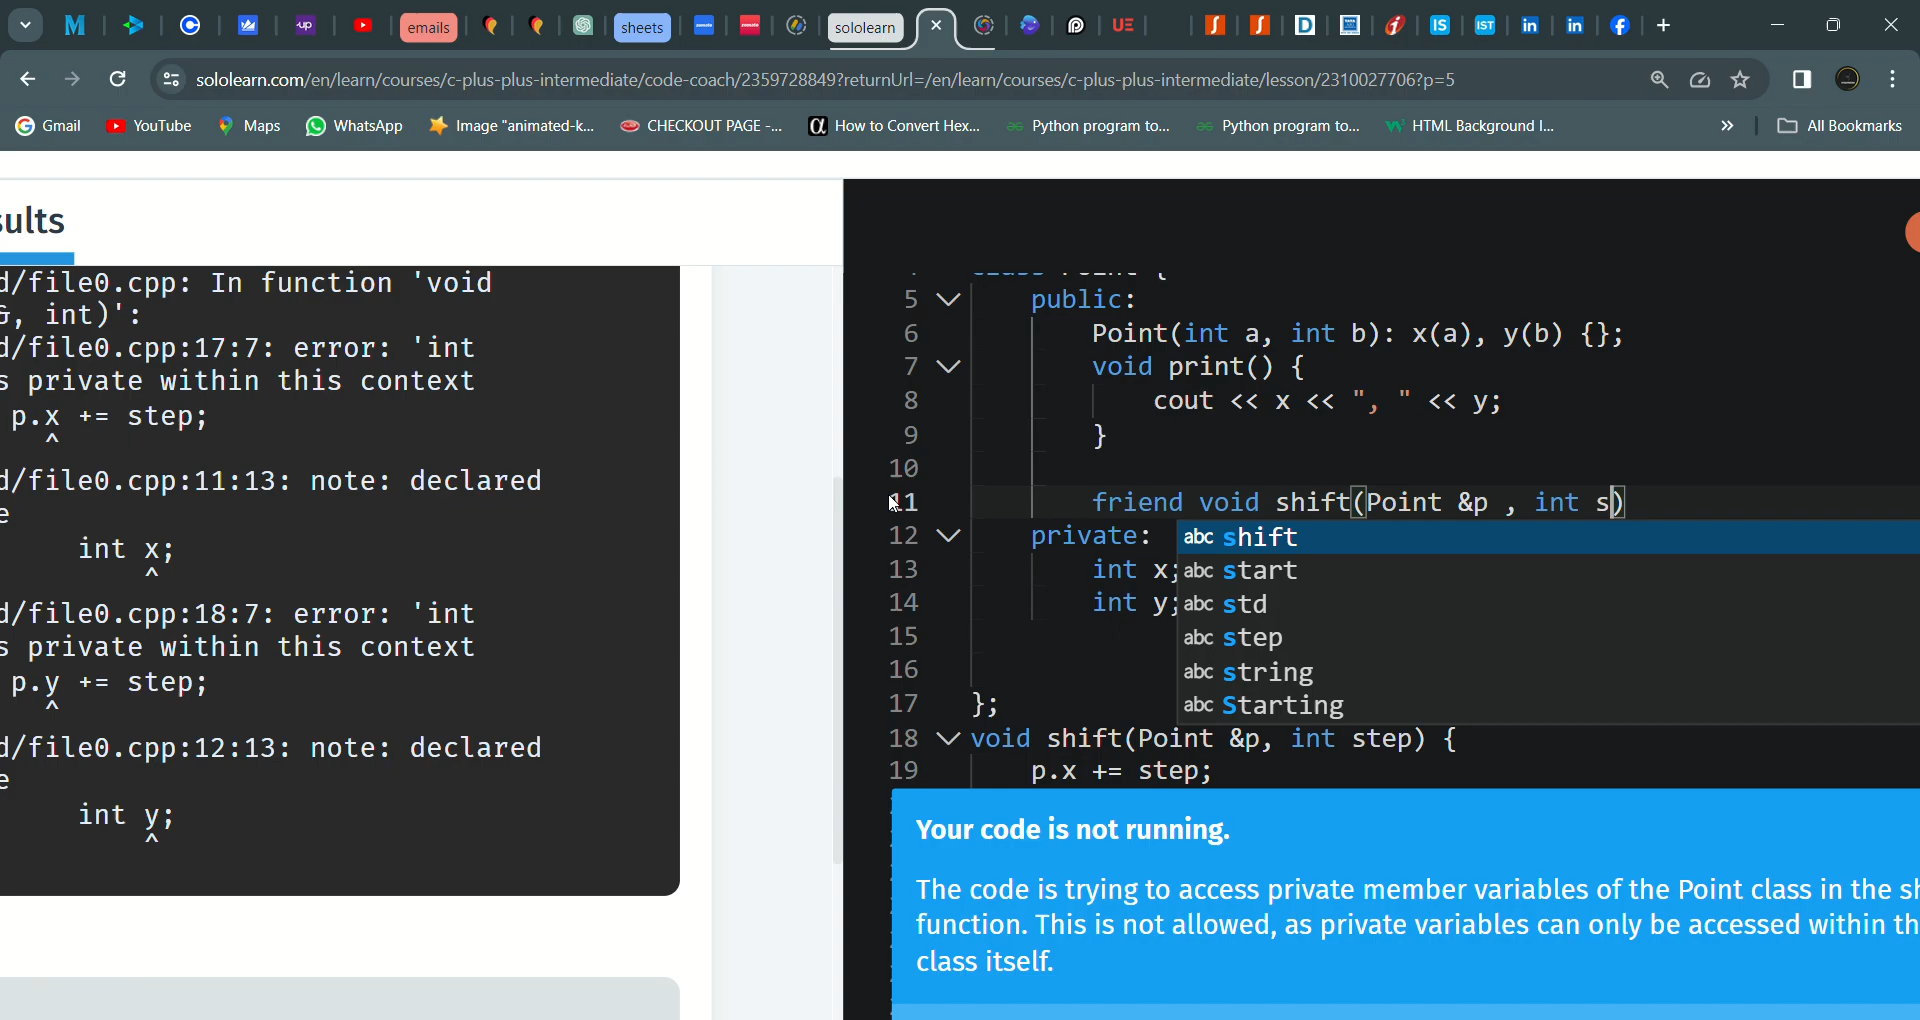 M
up
emails
sheets
sololearn
UE
D
IS
IST
in
in
sololearn.com/en/learn/courses/c-plus-plus-intermediate/code-coach/2359728849?returnUrl=/en/learn/courses/c-plus-plus-intermediate/lesson/2310027706?p=5
Gmail
YouTube
Maps
WhatsApp
Image "animated-k...
CHECKOUT PAGE -...
How to Convert Hex...
Python program to...
Python program to...
HTML Background I...
»
All Bookmarks
sults
d/file0.cpp: In function 'void
&, int)':
d/file0.cpp:17:7: error: 'int
s private within this context
p.x += step;
^
d/file0.cpp:11:13: note: declared
e
int x;
^
d/file0.cpp:18:7: error: 'int
s private within this context
p.y += step;
^
d/file0.cpp:12:13: note: declared
e
int y;
^
5 public:
6 Point(int a, int b): x(a), y(b) {};
7 void print() {
8 cout << x << ", " << y;
9 }
10
11 friend void shift(Point &p , int s)
12 private:
13 int x;
14 int y;
15
16
17 };
18 void shift(Point &p, int step) {
19 p.x += step;
abc shift
abc start
abc std
abc step
abc string
abc Starting
Your code is not running.
The code is trying to access private member variables of the Point class in the sh
function. This is not allowed, as private variables can only be accessed within th
class itself.